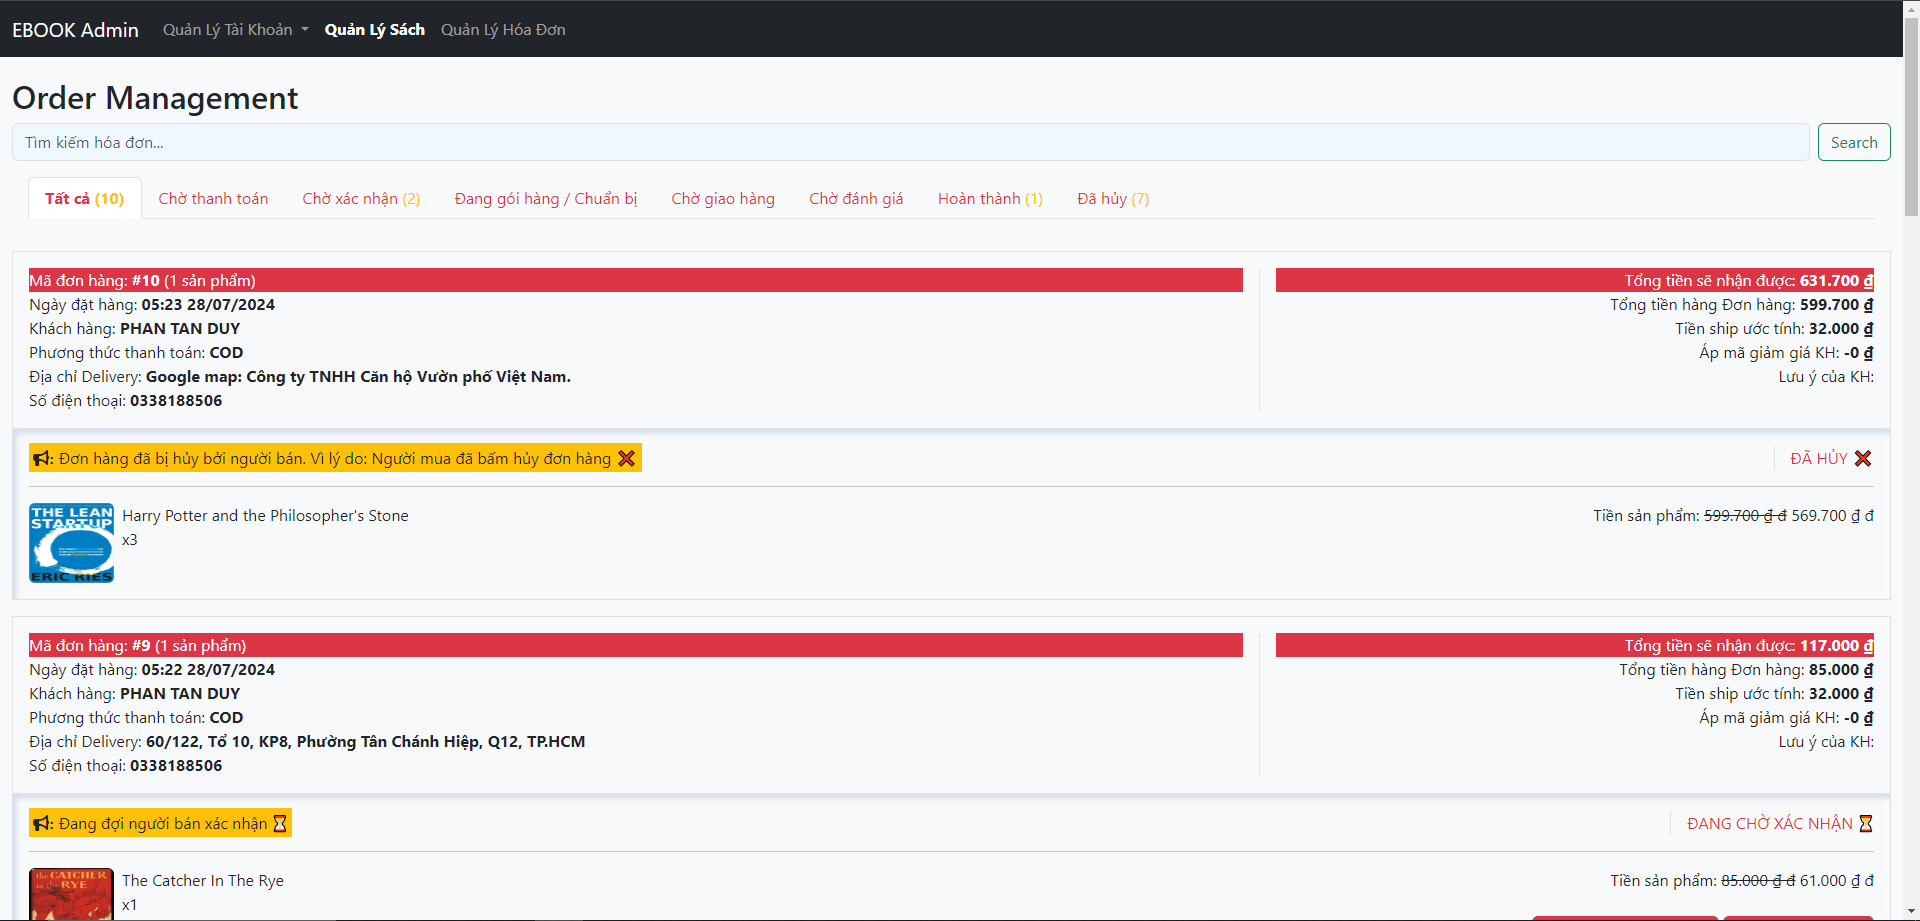 EBOOK Admin Quản Lý Tài Khoản Quản Lý Sách Quản Lý Hóa Đơn
Order Management
Tìm kiếm hóa đơn... Search
Tất cả (10) Chờ thanh toán Chờ xác nhận (2) Đang gói hàng / Chuẩn bị Chờ giao hàng Chờ đánh giá Hoàn thành (1) Đã hủy (7)
Mã đơn hàng: #10 (1 sản phẩm)
Ngày đặt hàng: 05:23 28/07/2024
Khách hàng: PHAN TAN DUY
Phương thức thanh toán: COD
Địa chỉ Delivery: Google map: Công ty TNHH Căn hộ Vườn phố Việt Nam.
Số điện thoại: 0338188506
Tổng tiền sẽ nhận được: 631.700 ₫
Tổng tiền hàng Đơn hàng: 599.700 ₫
Tiền ship ước tính: 32.000 ₫
Áp mã giảm giá KH: -0 ₫
Lưu ý của KH:
: Đơn hàng đã bị hủy bởi người bán. Vì lý do: Người mua đã bấm hủy đơn hàng ❌
ĐÃ HỦY ❌
THE LEAN
STARTUP
ERIC RIES
Harry Potter and the Philosopher's Stone
x3
Tiền sản phẩm: 599.700 ₫ đ 569.700 ₫ đ
Mã đơn hàng: #9 (1 sản phẩm)
Ngày đặt hàng: 05:22 28/07/2024
Khách hàng: PHAN TAN DUY
Phương thức thanh toán: COD
Địa chỉ Delivery: 60/122, Tổ 10, KP8, Phường Tân Chánh Hiệp, Q12, TP.HCM
Số điện thoại: 0338188506
Tổng tiền sẽ nhận được: 117.000 ₫
Tổng tiền hàng Đơn hàng: 85.000 ₫
Tiền ship ước tính: 32.000 ₫
Áp mã giảm giá KH: -0 ₫
Lưu ý của KH:
: Đang đợi người bán xác nhận ⌛
ĐANG CHỜ XÁC NHẬN ⌛
the CATCHER
in the RYE
The Catcher In The Rye
x1
Tiền sản phẩm: 85.000 ₫ đ 61.000 ₫ đ